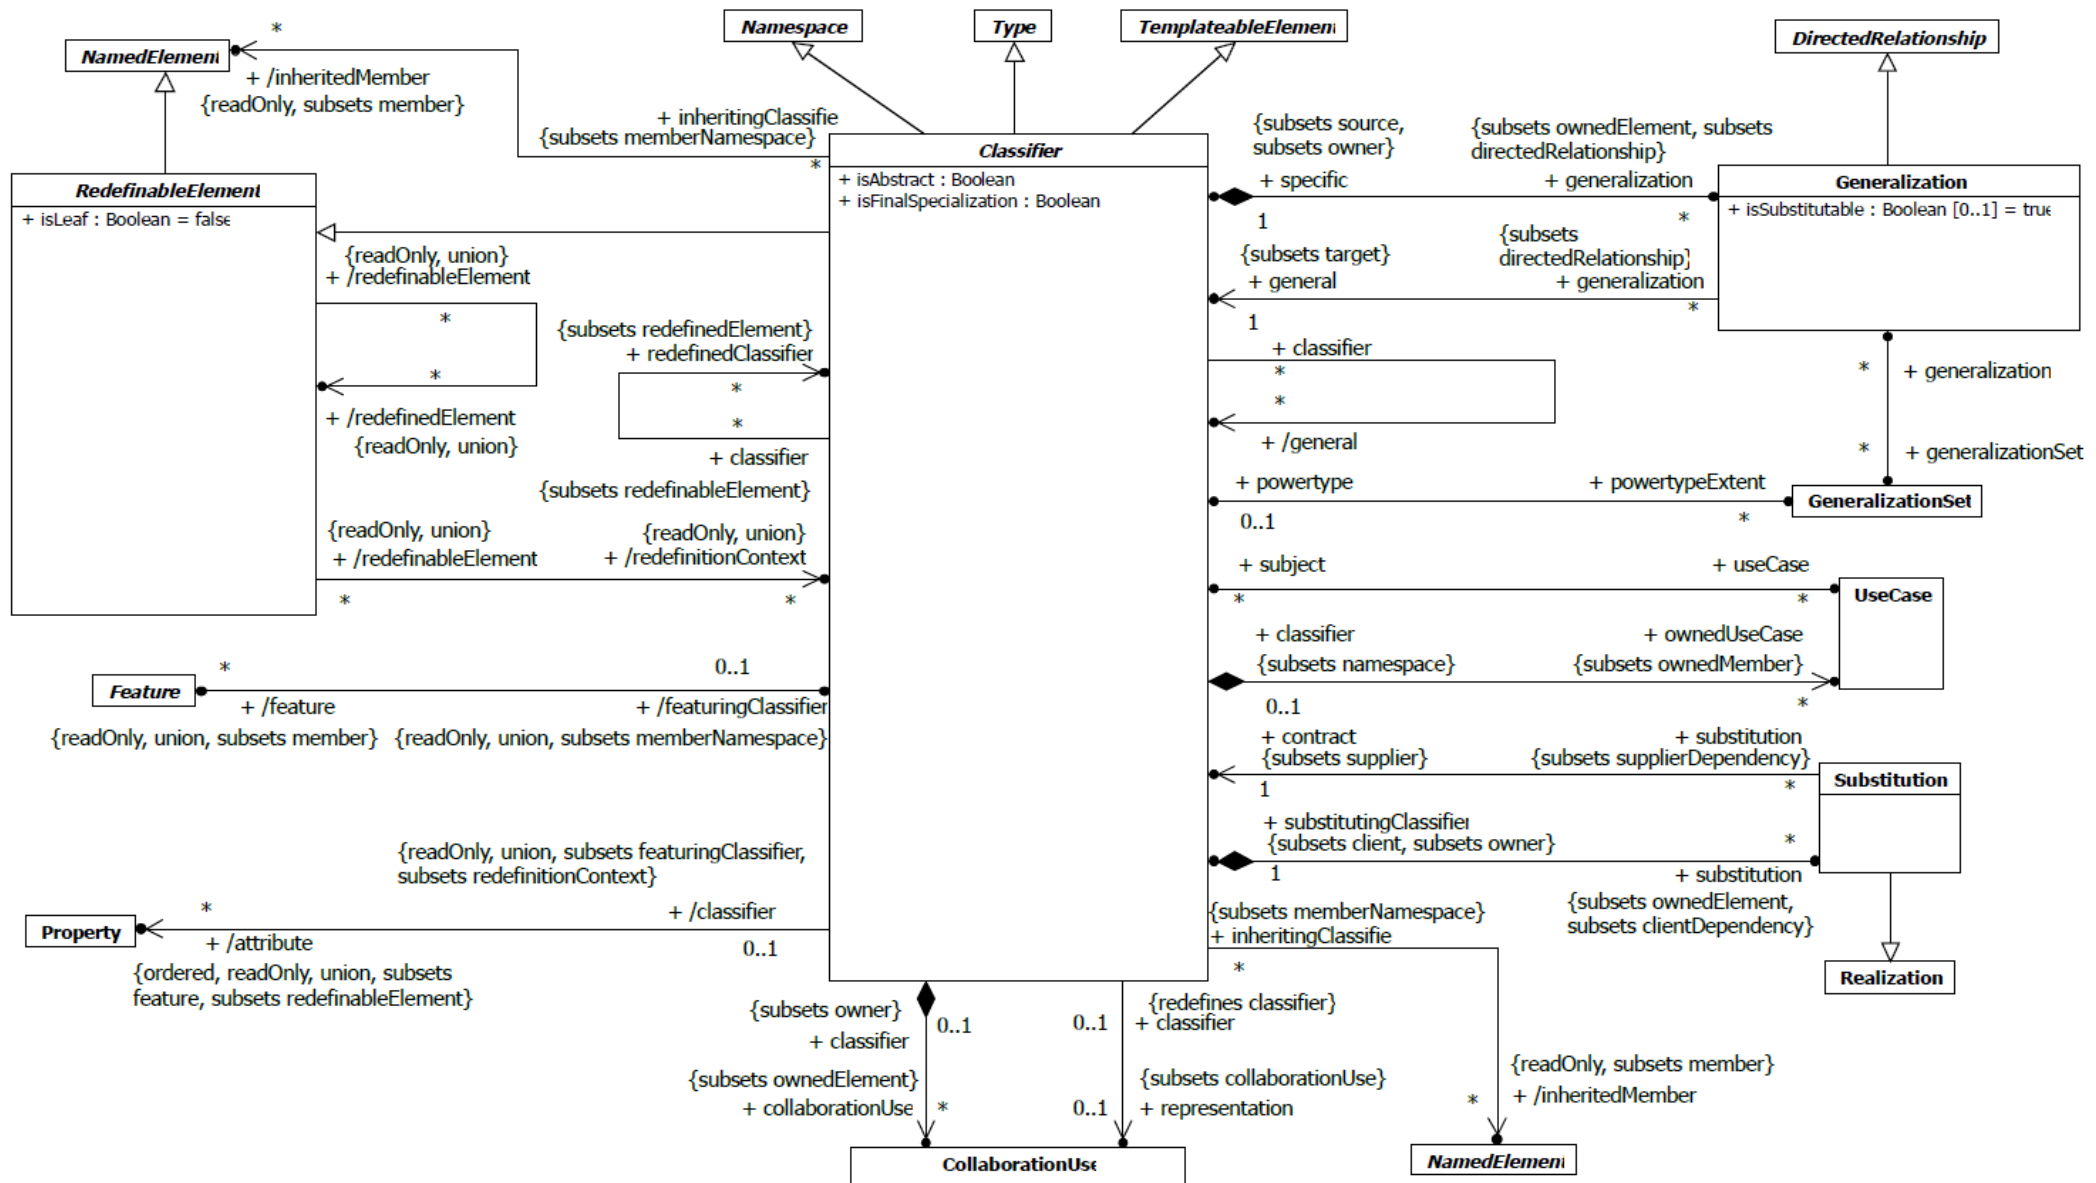 Namespace
Type
TemplateableElement
DirectedRelationship
NamedElement
*
+ /inheritedMember
{readOnly, subsets member}
+ inheritingClassifie
{subsets memberNamespace}
*
RedefinableElement
+ isLeaf : Boolean = false
{readOnly, union}
+ /redefinableElement
*
*
+ /redefinedElement
{readOnly, union}
{subsets redefinedElement}
+ redefinedClassifier
*
*
+ classifier
{subsets redefinableElement}
{readOnly, union}
+ /redefinableElement
*
{readOnly, union}
+ /redefinitionContext
*
Feature
*
+ /feature
{readOnly, union, subsets member}
0..1
+ /featuringClassifier
{readOnly, union, subsets memberNamespace}
{readOnly, union, subsets featuringClassifier,
subsets redefinitionContext}
Property
*
+ /attribute
{ordered, readOnly, union, subsets
feature, subsets redefinableElement}
+ /classifier
0..1
Classifier
+ isAbstract : Boolean
+ isFinalSpecialization : Boolean
{subsets source,
subsets owner}
+ specific
1
{subsets ownedElement, subsets
directedRelationship}
+ generalization
*
Generalization
+ isSubstitutable : Boolean [0..1] = true
{subsets target}
+ general
1
{subsets
directedRelationship}
+ generalization
*
+ classifier
*
*
+ /general
*
+ generalization
*
+ generalizationSet
+ powertype
0..1
+ powertypeExtent
*
GeneralizationSet
+ subject
*
+ useCase
*
UseCase
+ classifier
{subsets namespace}
0..1
+ ownedUseCase
{subsets ownedMember}
*
+ contract
{subsets supplier}
1
+ substitution
{subsets supplierDependency}
*
Substitution
+ substitutingClassifier
{subsets client, subsets owner}
1
*
+ substitution
{subsets ownedElement,
subsets clientDependency}
Realization
{subsets memberNamespace}
+ inheritingClassifie
*
{readOnly, subsets member}
+ /inheritedMember
*
NamedElement
{subsets owner}
0..1
+ classifier
{subsets ownedElement}
+ collaborationUse
*
{redefines classifier}
0..1
+ classifier
{subsets collaborationUse}
0..1
+ representation
CollaborationUse